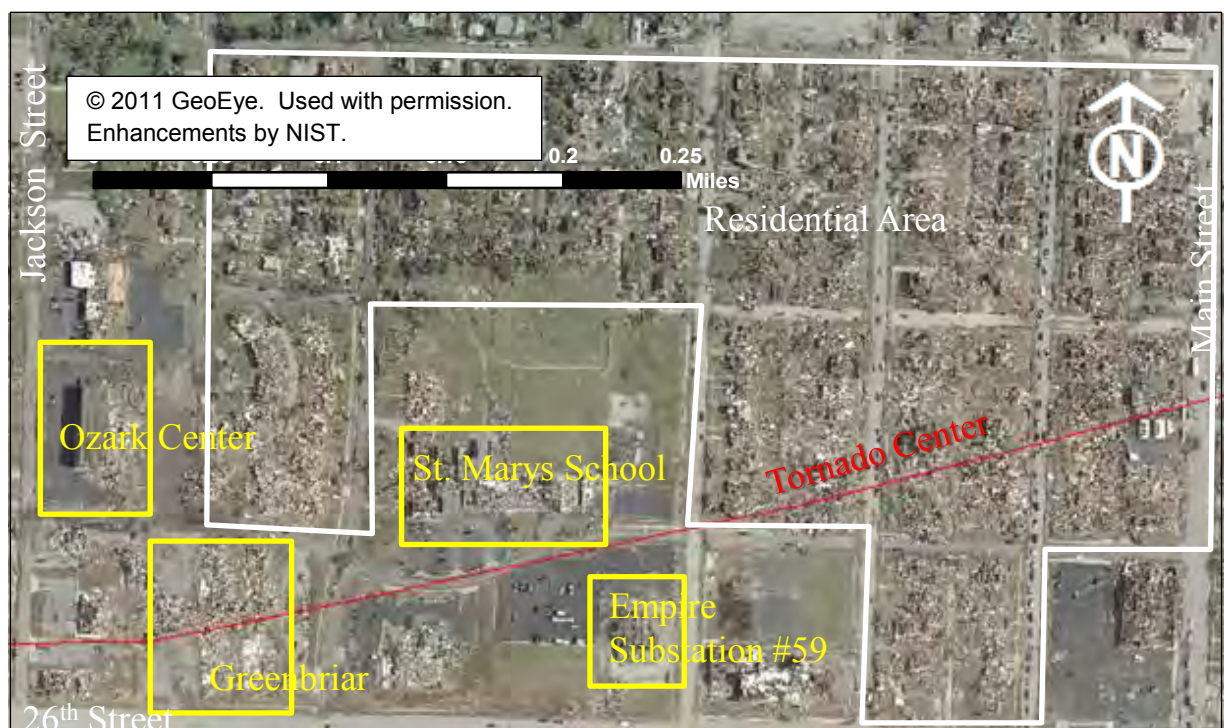 © 2011 GeoEye. Used with permission.
Enhancements by NIST.
0.2
0.25
Miles
N
Jackson Street
Residential Area
Main Street
Tornado Center
Ozark Center
St. Marys School
Empire
Substation #59
Greenbriar
26th Street